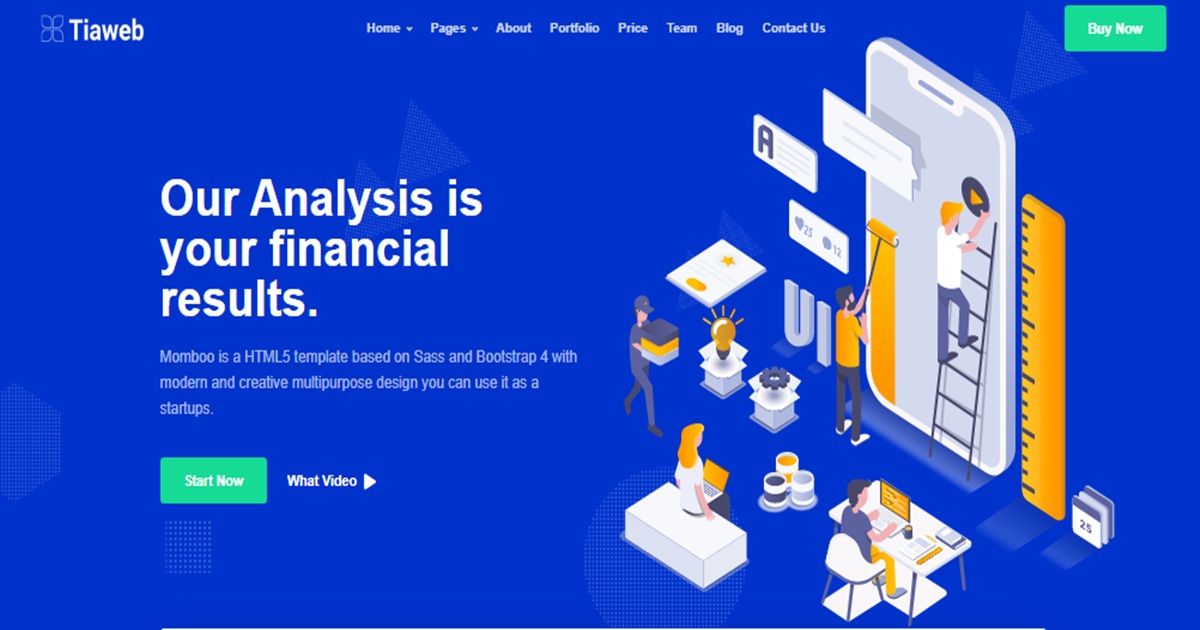 Tiaweb
Home Pages About Portfolio Price Team Blog Contact Us
Buy Now
Our Analysis is
your financial
results.
Momboo is a HTML5 template based on Sass and Bootstrap 4 with
modern and creative multipurpose design you can use it as a
startups.
Start Now
What Video
A
25
12
UI
25